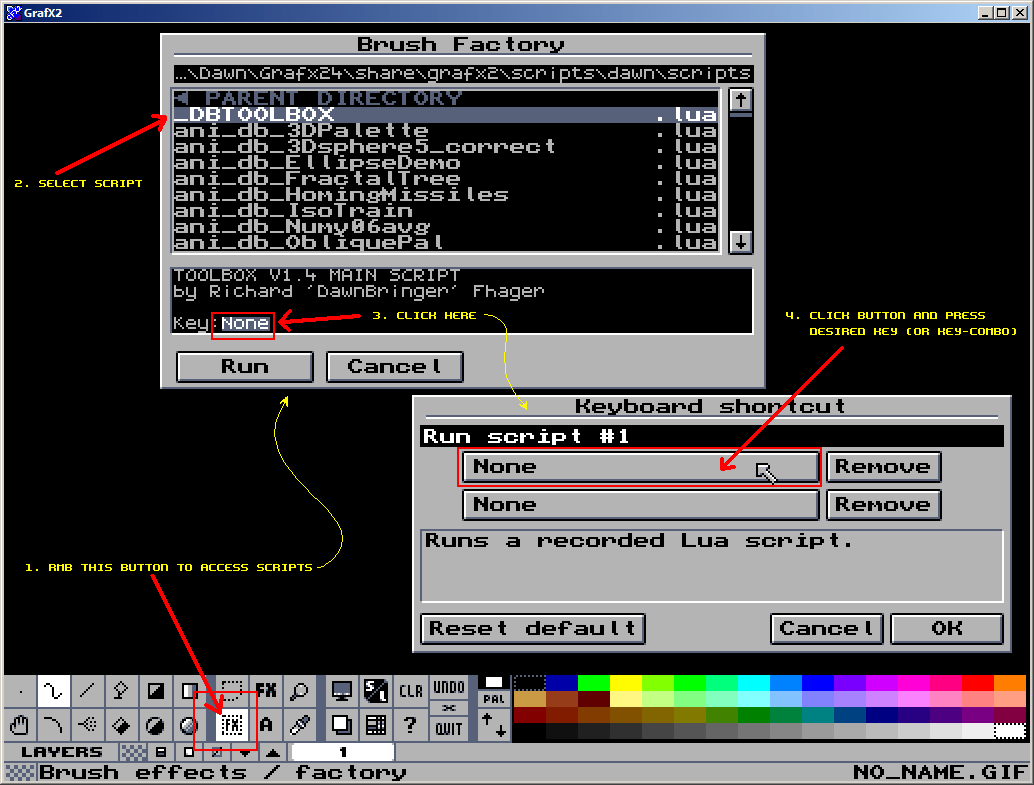 GrafX2
Brush Factory
...\Dawn\Grafx24\share\grafx2\scripts\dawn\scripts
PARENT DIRECTORY
_DBTOOLBOX .lua
ani_db_3DPalette .lua
ani_db_3Dsphere5_correct .lua
ani_db_EllipseDemo .lua
ani_db_FractalTree .lua
ani_db_HomingMissiles .lua
ani_db_IsoTrain .lua
ani_db_Numy06avg .lua
ani_db_ObliquePal .lua
2. SELECT SCRIPT
TOOLBOX V1.4 MAIN SCRIPT
by Richard 'DawnBringer' Fhager
Key:None
3. CLICK HERE
4. CLICK BUTTON AND PRESS
DESIRED KEY (OR KEY-COMBO)
Run Cancel
Keyboard shortcut
Run script #1
None Remove
None Remove
Runs a recorded Lua script.
1. RMB THIS BUTTON TO ACCESS SCRIPTS
Reset default Cancel OK
FX S/L CLR UNDO PAL
A ? QUIT
LAYERS 1
Brush effects / factory NO_NAME.GIF